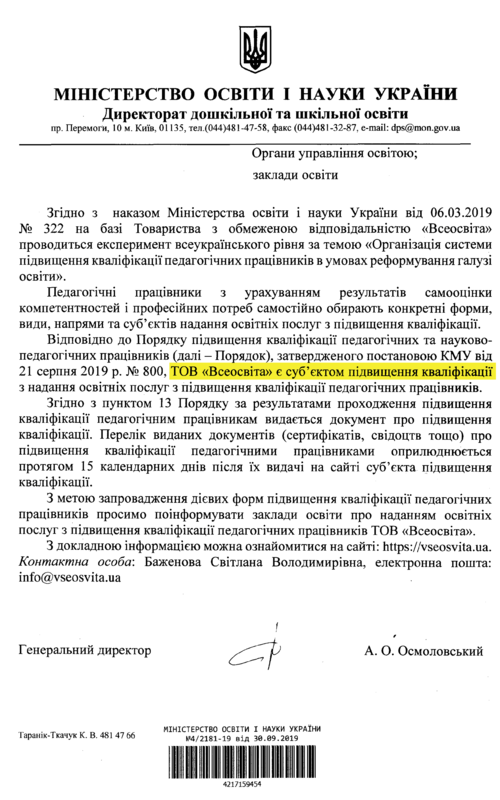 МІНІСТЕРСТВО ОСВІТИ І НАУКИ УКРАЇНИ
Директорат дошкільної та шкільної освіти
пр. Перемоги, 10 м. Київ, 01135, тел.(044)481-47-58, факс (044)481-32-87, e-mail: dps@mon.gov.ua
Органи управління освітою;
заклади освіти
Згідно з наказом Міністерства освіти і науки України від 06.03.2019
№ 322 на базі Товариства з обмеженою відповідальністю «Всеосвіта»
проводиться експеримент всеукраїнського рівня за темою «Організація системи
підвищення кваліфікації педагогічних працівників в умовах реформування галузі
освіти».
Педагогічні працівники з урахуванням результатів самооцінки
компетентностей і професійних потреб самостійно обирають конкретні форми,
види, напрями та суб’єктів надання освітніх послуг з підвищення кваліфікації.
Відповідно до Порядку підвищення кваліфікації педагогічних та науково-
педагогічних працівників (далі – Порядок), затвердженого постановою КМУ від
21 серпня 2019 р. № 800, ТОВ «Всеосвіта» є суб’єктом підвищення кваліфікації
з надання освітніх послуг з підвищення кваліфікації педагогічних працівників.
Згідно з пунктом 13 Порядку за результатами проходження підвищення
кваліфікації педагогічним працівникам видається документ про підвищення
кваліфікації. Перелік виданих документів (сертифікатів, свідоцтв тощо) про
підвищення кваліфікації педагогічними працівниками оприлюднюється
протягом 15 календарних днів після їх видачі на сайті суб’єкта підвищення
кваліфікації.
З метою запровадження дієвих форм підвищення кваліфікації педагогічних
працівників просимо поінформувати заклади освіти про наданням освітніх
послуг з підвищення кваліфікації педагогічних працівників ТОВ «Всеосвіта».
З докладною інформацією можна ознайомитися на сайті: https://vseosvita.ua.
Контактна особа: Баженова Світлана Володимирівна, електронна пошта:
info@vseosvita.ua
Генеральний директор А. О. Осмоловський
Таранік-Ткачук К. В. 481 47 66
МІНІСТЕРСТВО ОСВІТИ І НАУКИ УКРАЇНИ
№4/2181-19 від 30.09.2019
4217159454